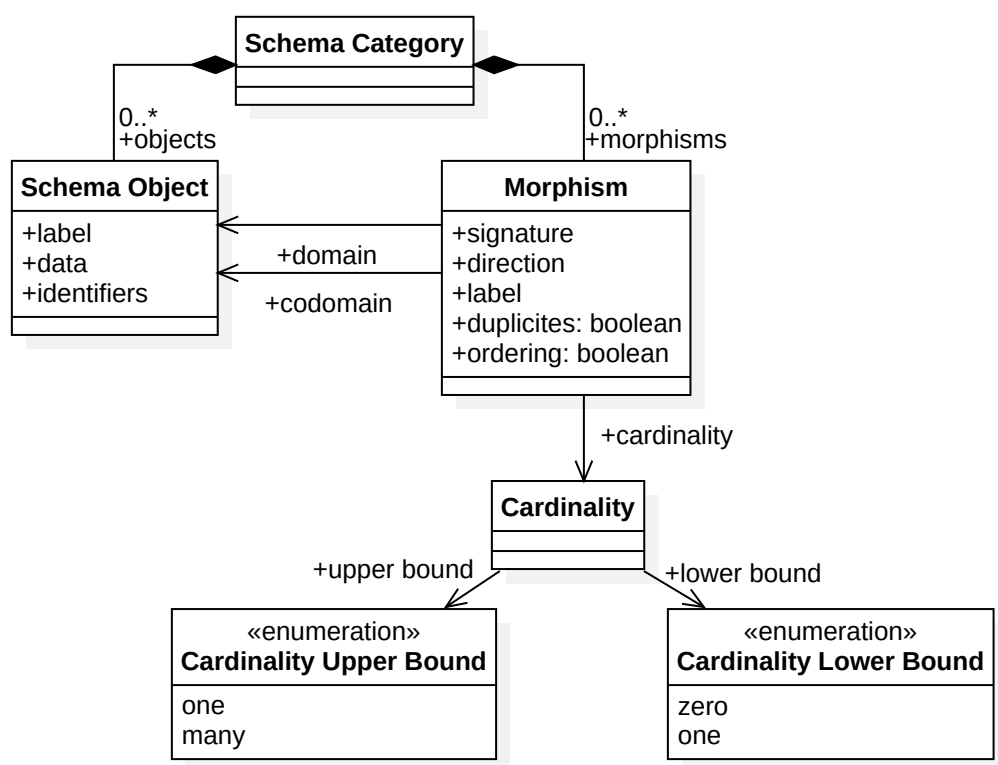 Schema Category
0..*
+objects
0..*
+morphisms
Schema Object
+label
+data
+identifiers
+domain
+codomain
Morphism
+signature
+direction
+label
+duplicites: boolean
+ordering: boolean
+cardinality
Cardinality
+upper bound
+lower bound
«enumeration»
Cardinality Upper Bound
one
many
«enumeration»
Cardinality Lower Bound
zero
one